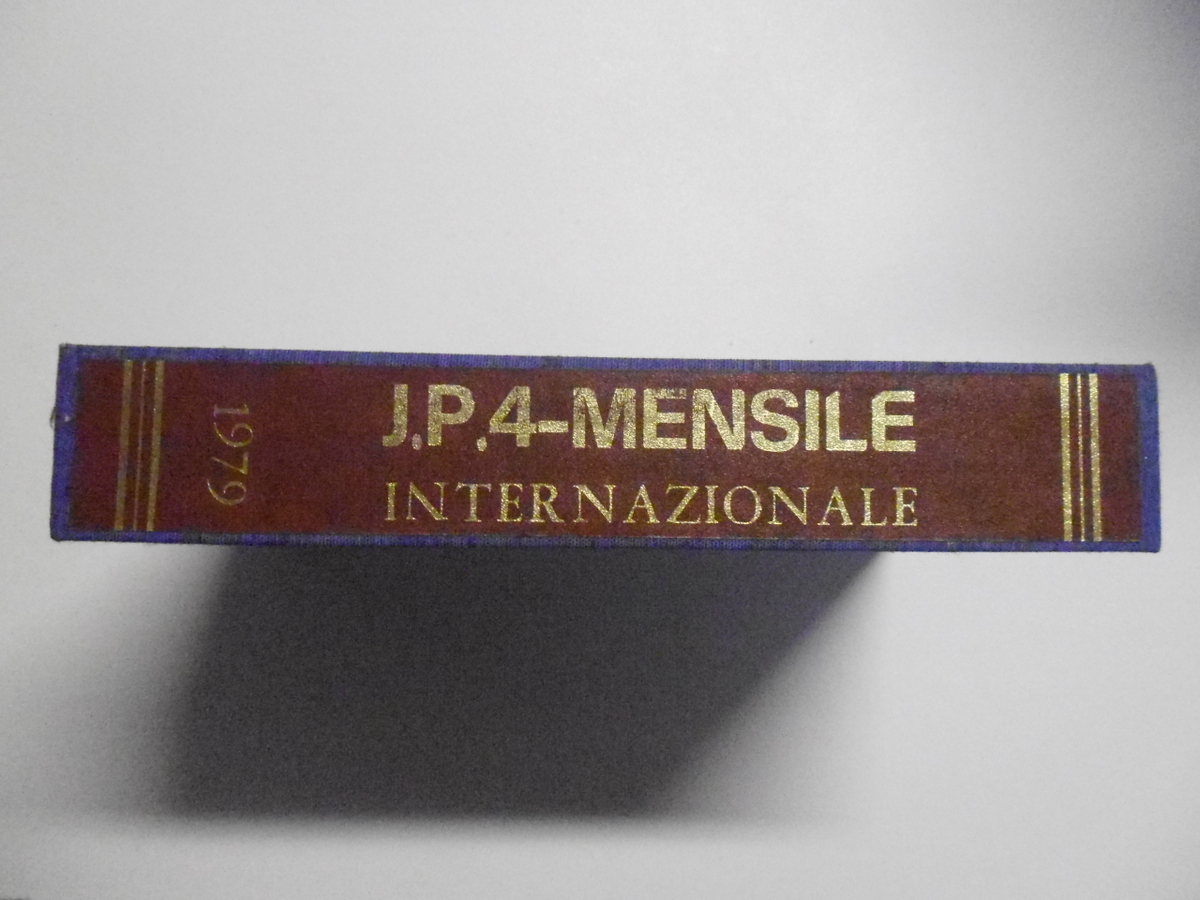 J.P.4-MENSILE
INTERNAZIONALE
1979